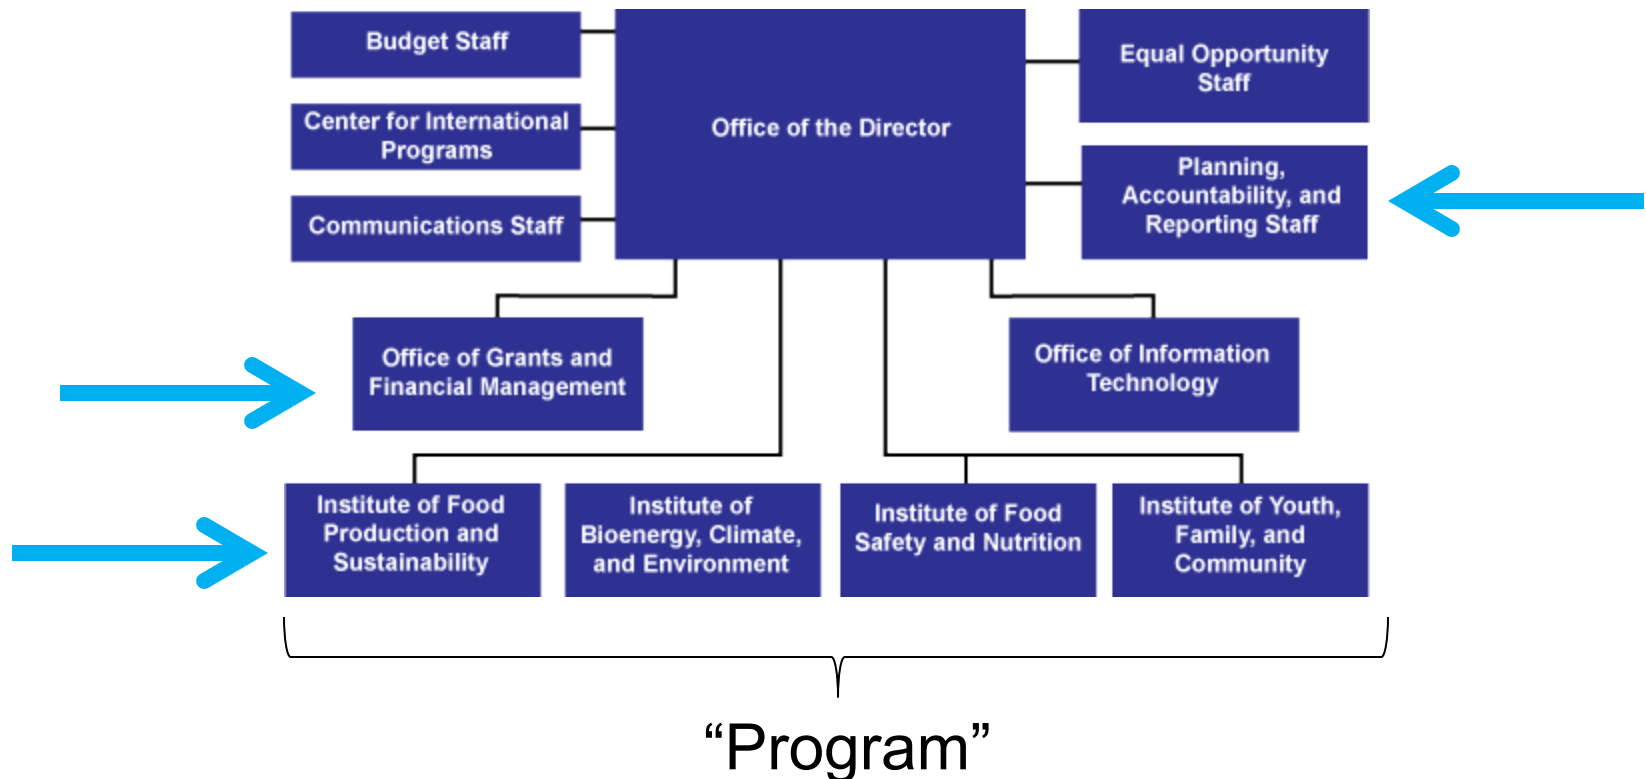 Budget Staff
Center for International
Programs
Communications Staff
Office of the Director
Equal Opportunity
Staff
Planning,
Accountability, and
Reporting Staff
Office of Grants and
Financial Management
Office of Information
Technology
Institute of Food
Production and
Sustainability
Institute of
Bioenergy, Climate,
and Environment
Institute of Food
Safety and Nutrition
Institute of Youth,
Family, and
Community
“Program”